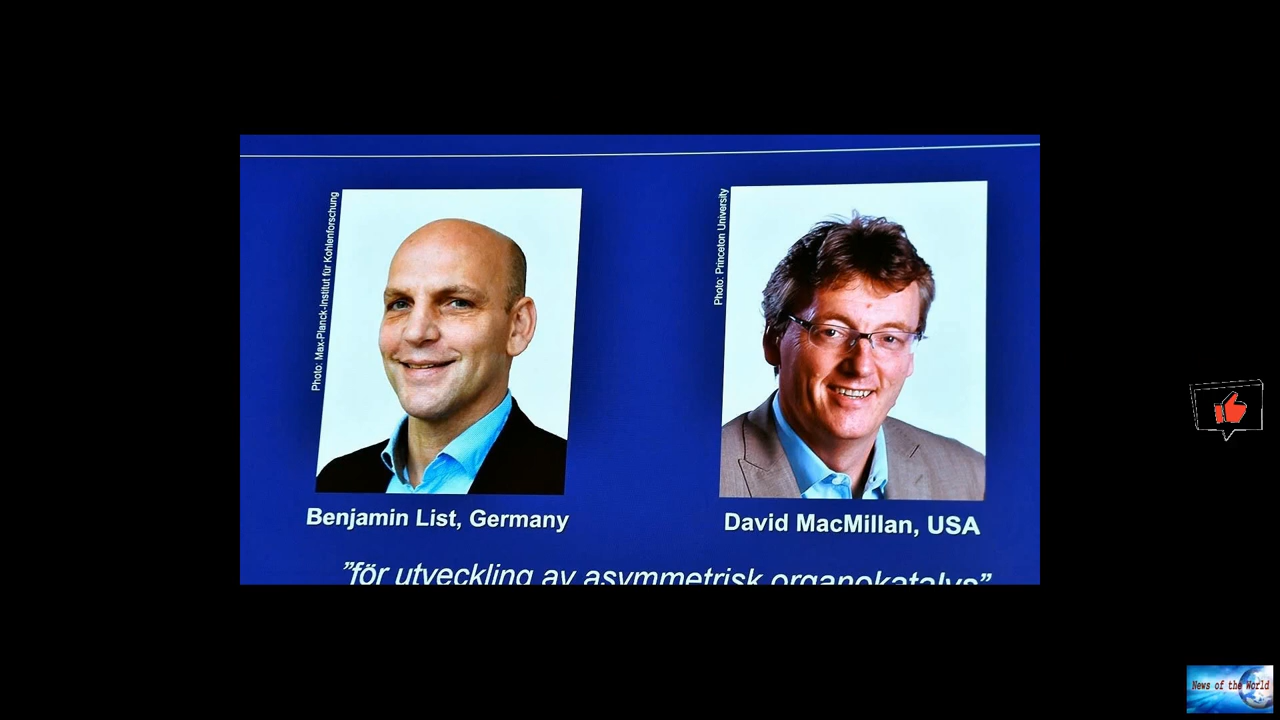 Photo: Max-Planck-Institut für Kohlenforschung
Photo: Princeton University
Benjamin List, Germany
David MacMillan, USA
”för utveckling av asymmetrisk organokatalys”
News of the World